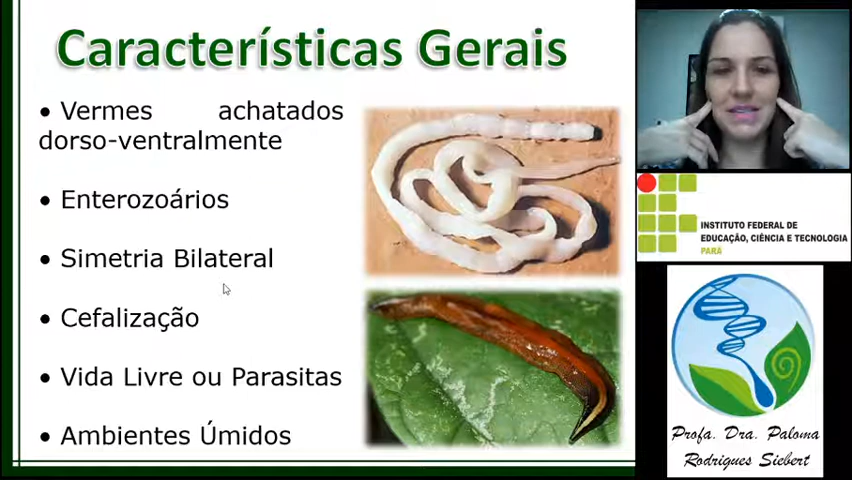 Características Gerais
• Vermes achatados
dorso-ventralmente
• Enterozoários
• Simetria Bilateral
• Cefalização
• Vida Livre ou Parasitas
• Ambientes Úmidos
INSTITUTO FEDERAL DE
EDUCAÇÃO, CIÊNCIA E TECNOLOGIA
PARÁ
Profa. Dra. Paloma
Rodrigues Siebert